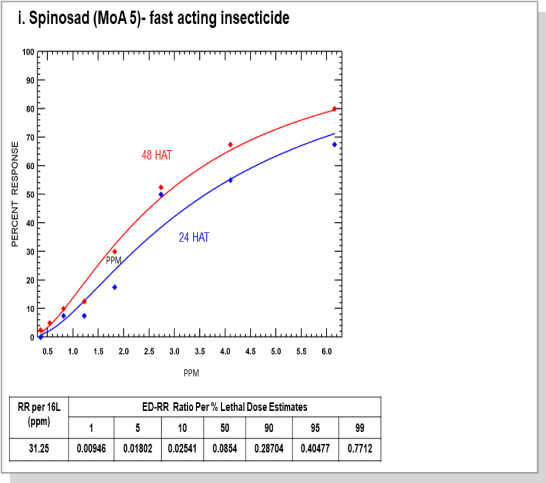 i. Spinosad (MoA 5)- fast acting insecticide
100
90
80
70
60
50
40
30
20
10
0
PERCENT RESPONSE
48 HAT
24 HAT
PPM
0.5 1.0 1.5 2.0 2.5 3.0 3.5 4.0 4.5 5.0 5.5 6.0
PPM
RR per 16L (ppm) ED-RR Ratio Per % Lethal Dose Estimates
1 5 10 50 90 95 99
31.25 0.00946 0.01802 0.02541 0.0854 0.28704 0.40477 0.7712